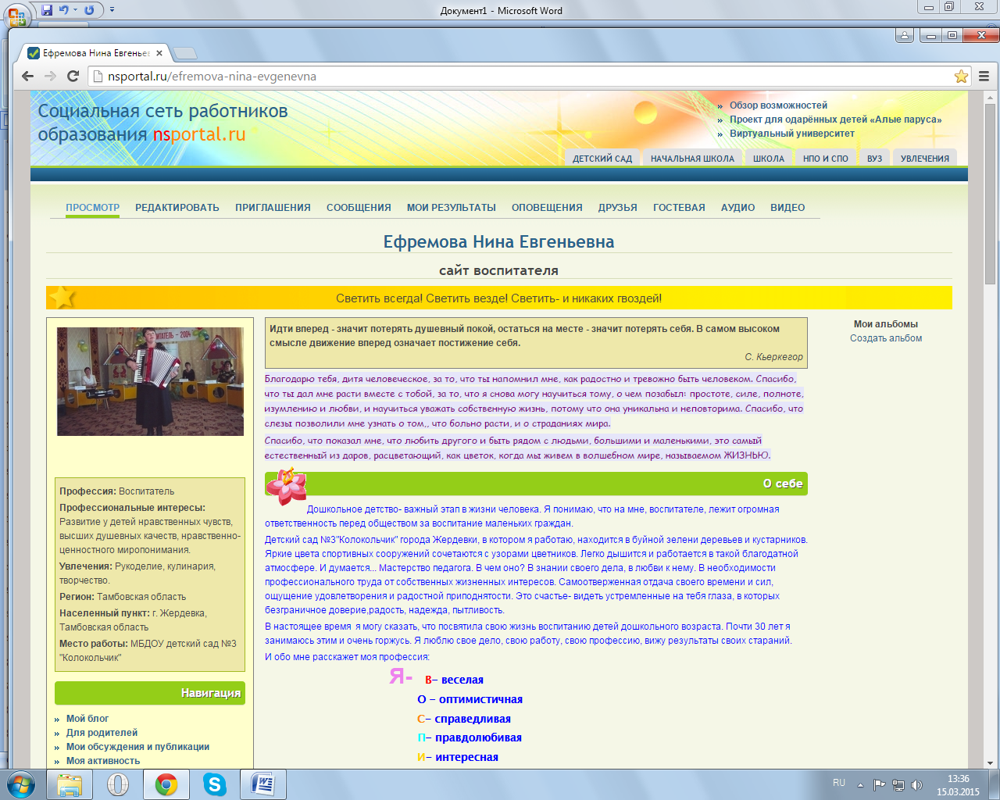 Документ1 - Microsoft Word
Ефремова Нина Евгеньев
nsportal.ru/efremova-nina-evgenevna
Социальная сеть работников
образования nsportal.ru
Обзор возможностей
Проект для одарённых детей «Алые паруса»
Виртуальный университет
ДЕТСКИЙ САД НАЧАЛЬНАЯ ШКОЛА ШКОЛА НПО И СПО ВУЗ УВЛЕЧЕНИЯ
ПРОСМОТР РЕДАКТИРОВАТЬ ПРИГЛАШЕНИЯ СООБЩЕНИЯ МОИ РЕЗУЛЬТАТЫ ОПОВЕЩЕНИЯ ДРУЗЬЯ ГОСТЕВАЯ АУДИО ВИДЕО
Ефремова Нина Евгеньевна
сайт воспитателя
Светить всегда! Светить везде! Светить- и никаких гвоздей!
ПИТАТЕЛЬ - 2004
Профессия: Воспитатель
Профессиональные интересы:
Развитие у детей нравственных чувств,
высших душевных качеств, нравственно-
ценностного миропонимания.
Увлечения: Рукоделие, кулинария,
творчество.
Регион: Тамбовская область
Населенный пункт: г. Жердевка,
Тамбовская область
Место работы: МБДОУ детский сад №3
"Колокольчик"
Навигация
Мой блог
Для родителей
Мои обсуждения и публикации
Моя активность
Идти вперед - значит потерять душевный покой, остаться на месте - значит потерять себя. В самом высоком
смысле движение вперед означает постижение себя.
С. Кьеркегор
Благодарю тебя, дитя человеческое, за то, что ты напомнил мне, как радостно и тревожно быть человеком. Спасибо,
что ты дал мне расти вместе с тобой, за то, что я снова могу научиться тому, о чем позабыл: простоте, силе, полноте,
изумлению и любви, и научиться уважать собственную жизнь, потому что она уникальна и неповторима. Спасибо, что
слезы позволили мне узнать о том,, что больно расти, и о страданиях мира.
Спасибо, что показал мне, что любить другого и быть рядом с людьми, большими и маленькими, это самый
естественный из даров, расцветающий, как цветок, когда мы живем в волшебном мире, называемом ЖИЗНЬЮ.
О себе
Дошкольное детство- важный этап в жизни человека. Я понимаю, что на мне, воспитателе, лежит огромная
ответственность перед обществом за воспитание маленьких граждан.
Детский сад №3"Колокольчик" города Жердевки, в котором я работаю, находится в буйной зелени деревьев и кустарников.
Яркие цвета спортивных сооружений сочетаются с узорами цветников. Легко дышится и работается в такой благодатной
атмосфере. И думается... Мастерство педагога. В чем оно? В знании своего дела, в любви к нему. В необходимости
профессионального труда от собственных жизненных интересов. Самоотверженная отдача своего времени и сил,
ощущение удовлетворения и радостной приподнятости. Это счастье- видеть устремленные на тебя глаза, в которых
безграничное доверие,радость, надежда, пытливость.
В настоящее время я могу сказать, что посвятила свою жизнь воспитанию детей дошкольного возраста. Почти 30 лет я
занимаюсь этим и очень горжусь. Я люблю свое дело, свою работу, свою профессию, вижу результаты своих стараний.
И обо мне расскажет моя профессия:
Я- В– веселая
О – оптимистичная
С– справедливая
П– правдолюбивая
И– интересная
Мои альбомы
Создать альбом
RU
13:36
15.03.2015